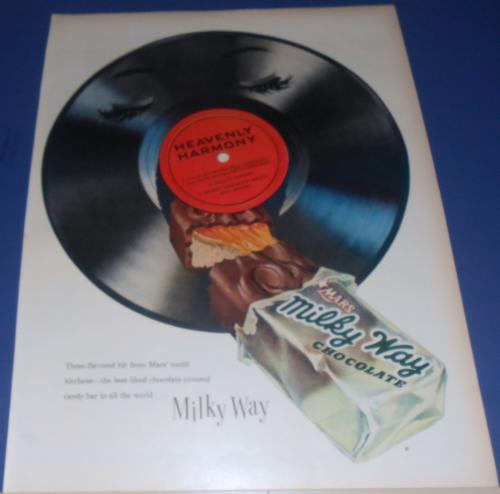 HEAVENLY
HARMONY
MARS
Milky Way
CHOCOLATE
Three-flavored hit from Mars' inside
kitchens—the best-liked chocolate-covered
candy bar in all the world . . .
Milky Way